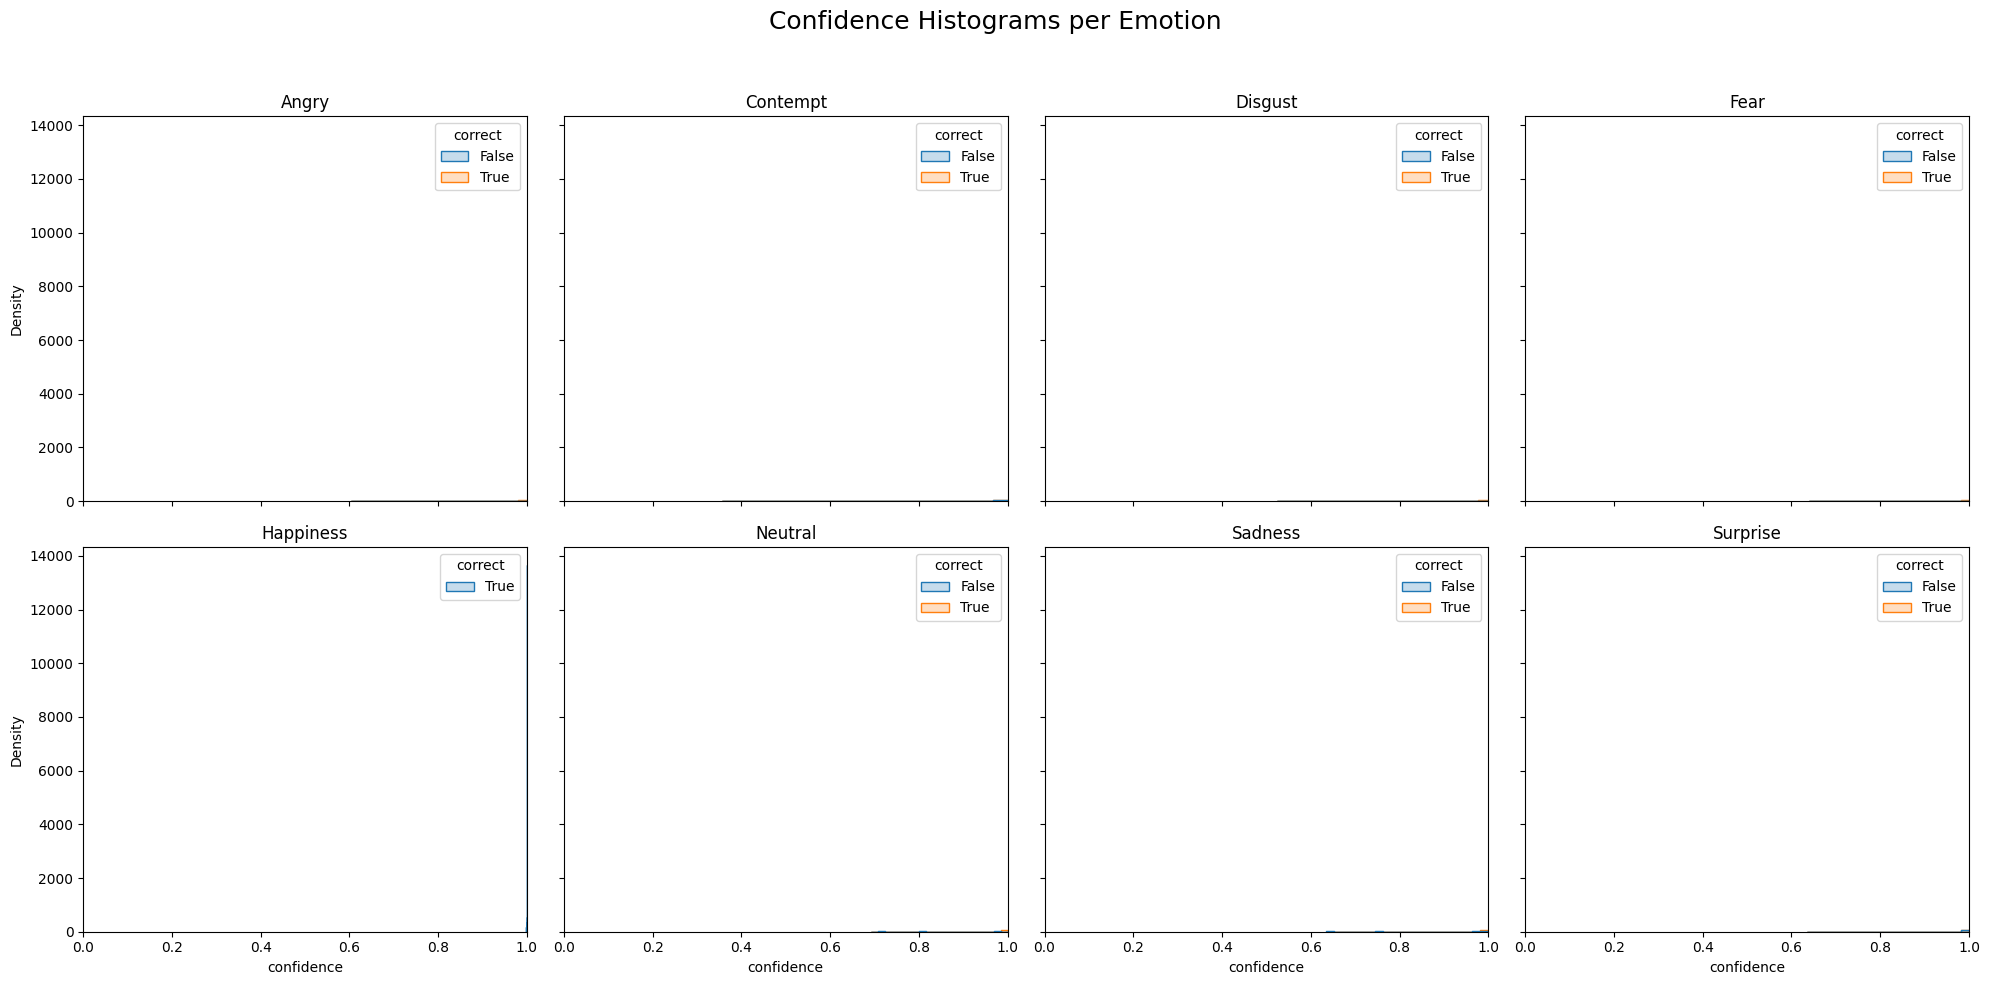 Confidence Histograms per Emotion
Angry
Contempt
Disgust
Fear
14000
12000
10000
8000
6000
4000
2000
0
Density
correct
False
True
correct
False
True
correct
False
True
correct
False
True
Happiness
Neutral
Sadness
Surprise
14000
12000
10000
8000
6000
4000
2000
0
Density
correct
True
correct
False
True
correct
False
True
correct
False
True
0.0 0.2 0.4 0.6 0.8 1.0
0.0 0.2 0.4 0.6 0.8 1.0
0.0 0.2 0.4 0.6 0.8 1.0
0.0 0.2 0.4 0.6 0.8 1.0
confidence
confidence
confidence
confidence